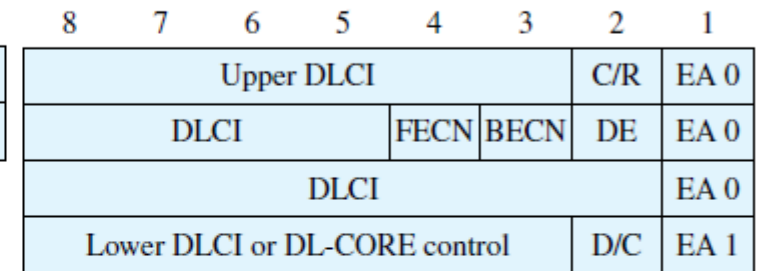 8 7 6 5 4 3 2 1
Upper DLCI C/R EA 0
DLCI FECN BECN DE EA 0
DLCI EA 0
Lower DLCI or DL-CORE control D/C EA 1